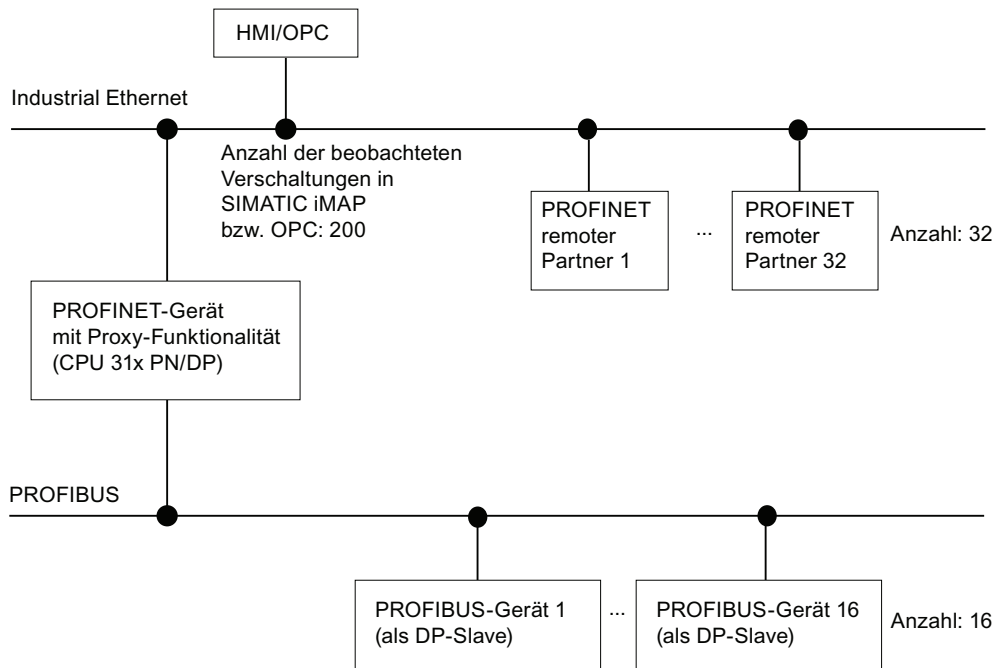 HMI/OPC
Industrial Ethernet
Anzahl der beobachteten
Verschaltungen in
SIMATIC iMAP
bzw. OPC: 200
PROFINET
remoter
Partner 1
...
PROFINET
remoter
Partner 32
Anzahl: 32
PROFINET-Gerät
mit Proxy-Funktionalität
(CPU 31x PN/DP)
PROFIBUS
PROFIBUS-Gerät 1
(als DP-Slave)
...
PROFIBUS-Gerät 16
(als DP-Slave)
Anzahl: 16